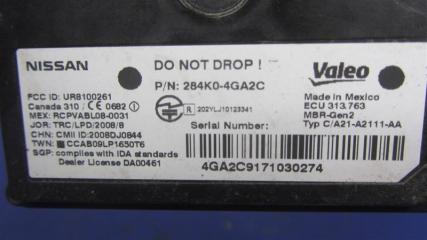 NISSAN
DO NOT DROP !
Valeo
P/N: 284K0-4GA2C
FCC ID: UR8100261
Canada 310 / CE 0682
MEX: RCPVABL08-0031
JOR: TRC/LPD/2008/8
CHN: CMII ID:2008DJ0844
TWN: CCAB09LP1650T6
SGP: complies with IDA standards
Dealer License DA00461
R 202YLJ10123341
Serial Number:
4GA2C9171030274
Made in Mexico
ECU 313.763
MBR-Gen2
Typ C/A21-A2111-AA